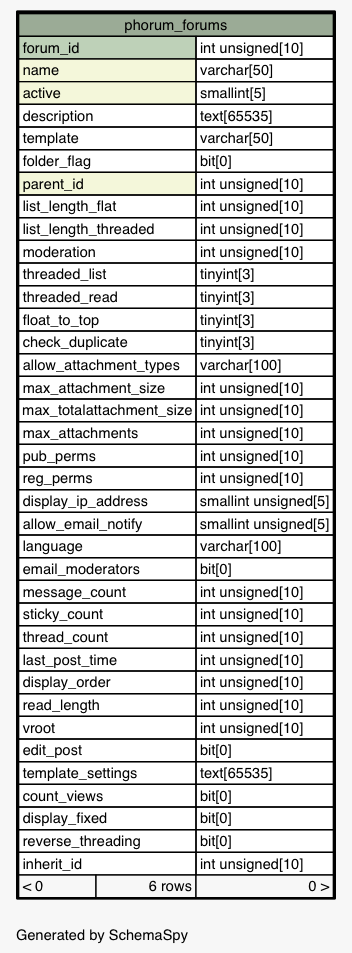 phorum_forums
forum_id int unsigned[10]
name varchar[50]
active smallint[5]
description text[65535]
template varchar[50]
folder_flag bit[0]
parent_id int unsigned[10]
list_length_flat int unsigned[10]
list_length_threaded int unsigned[10]
moderation int unsigned[10]
threaded_list tinyint[3]
threaded_read tinyint[3]
float_to_top tinyint[3]
check_duplicate tinyint[3]
allow_attachment_types varchar[100]
max_attachment_size int unsigned[10]
max_totalattachment_size int unsigned[10]
max_attachments int unsigned[10]
pub_perms int unsigned[10]
reg_perms int unsigned[10]
display_ip_address smallint unsigned[5]
allow_email_notify smallint unsigned[5]
language varchar[100]
email_moderators bit[0]
message_count int unsigned[10]
sticky_count int unsigned[10]
thread_count int unsigned[10]
last_post_time int unsigned[10]
display_order int unsigned[10]
read_length int unsigned[10]
vroot int unsigned[10]
edit_post bit[0]
template_settings text[65535]
count_views bit[0]
display_fixed bit[0]
reverse_threading bit[0]
inherit_id int unsigned[10]
< 0 6 rows 0 >
Generated by SchemaSpy